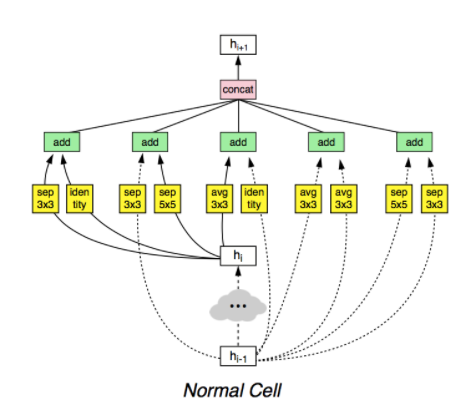 h_{i+1}
concat
add add add add add
sep iden sep sep avg iden avg avg sep sep
3x3 tity 3x3 5x5 3x3 tity 3x3 3x3 5x5 3x3
h_i
...
h_{i-1}
Normal Cell